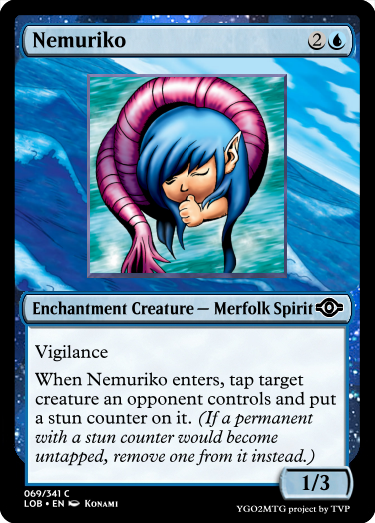 Nemuriko 2
Enchantment Creature — Merfolk Spirit
Vigilance
When Nemuriko enters, tap target
creature an opponent controls and put
a stun counter on it. (If a permanent
with a stun counter would become
untapped, remove one from it instead.)
1/3
069/341 C
LOB • EN Konami
YGO2MTG project by TVP